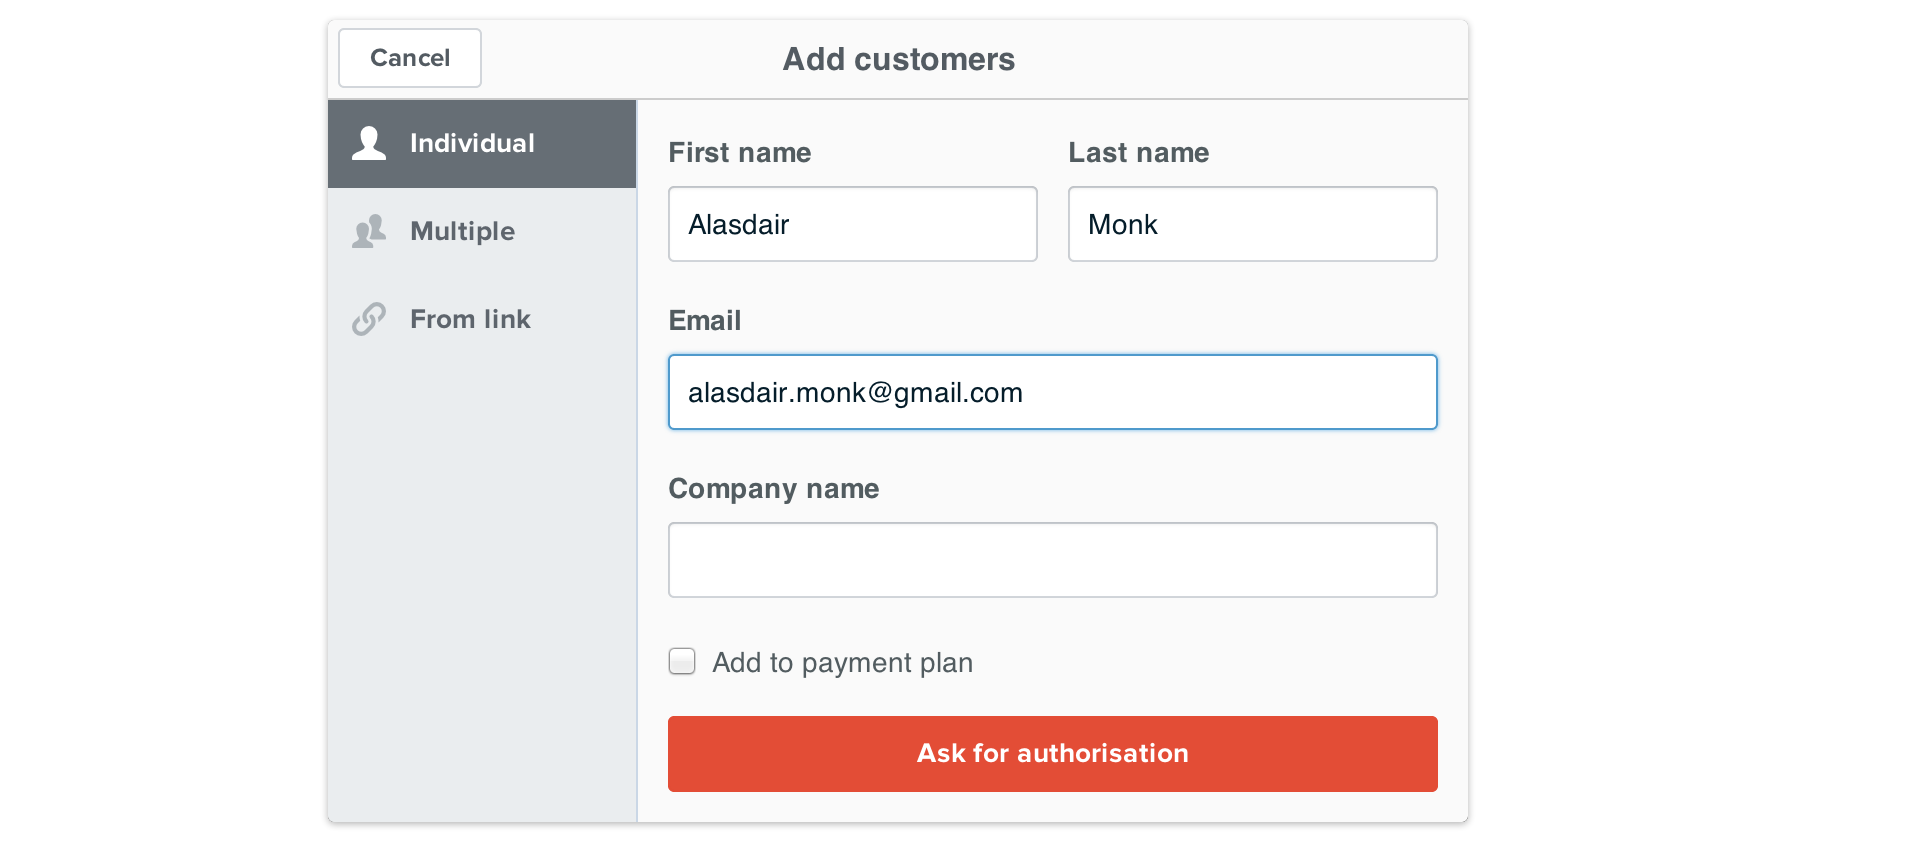 Cancel
Add customers
Individual
Multiple
From link
First name
Last name
Alasdair
Monk
Email
alasdair.monk@gmail.com
Company name
Add to payment plan
Ask for authorisation